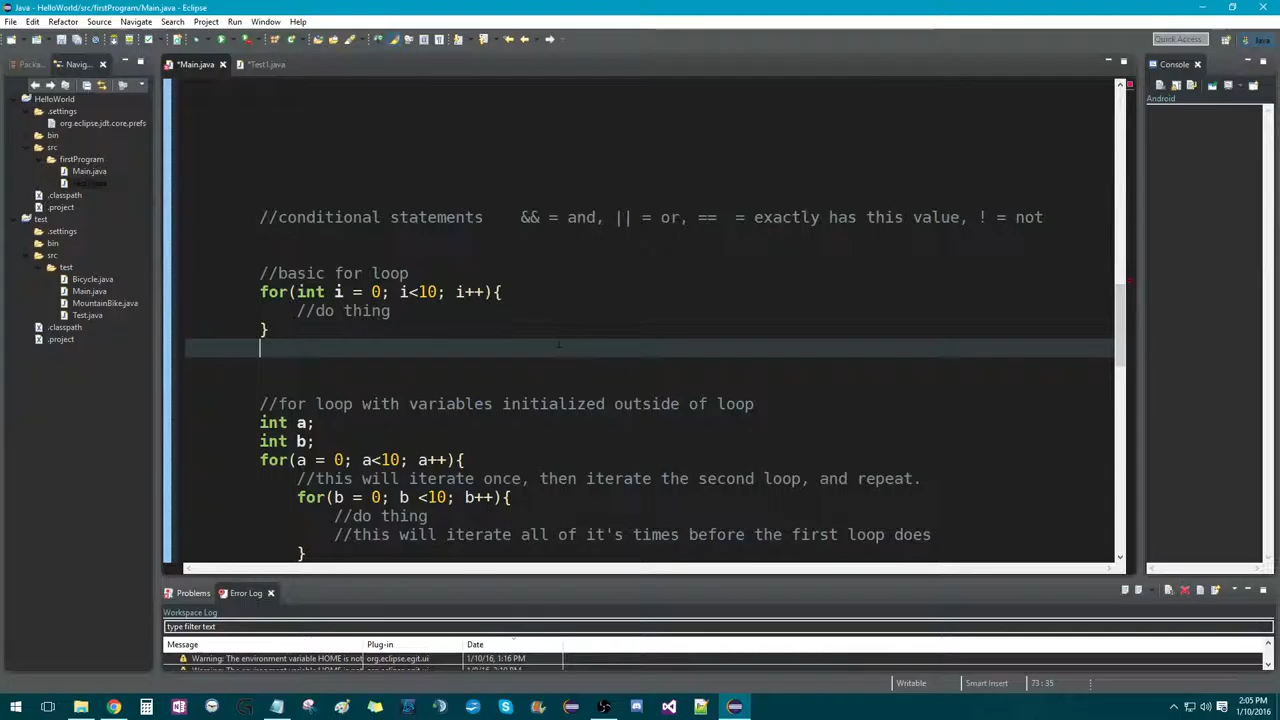 Java - HelloWorld/src/firstProgram/Main.java - Eclipse
File Edit Refactor Source Navigate Search Project Run Window Help
Quick Access
Java
Packa...
Navig...
*Main.java
*Test1.java
Console
HelloWorld
.settings
org.eclipse.jdt.core.prefs
bin
src
firstProgram
Main.java
.classpath
.project
test
.settings
bin
src
test
Bicycle.java
Main.java
MountainBike.java
Test.java
.classpath
.project
//conditional statements    && = and, || = or, ==  = exactly has this value, ! = not
//basic for loop
for(int i = 0; i<10; i++){
//do thing
}
//for loop with variables initialized outside of loop
int a;
int b;
for(a = 0; a<10; a++){
//this will iterate once, then iterate the second loop, and repeat.
for(b = 0; b <10; b++){
//do thing
//this will iterate all of it's times before the first loop does
}
Android
Problems
Error Log
Workspace Log
type filter text
Message Plug-in Date
Warning: The environment variable HOME is not org.eclipse.egit.ui 1/10/16, 1:16 PM
Writable Smart Insert 73 : 35
2:05 PM
1/10/2016